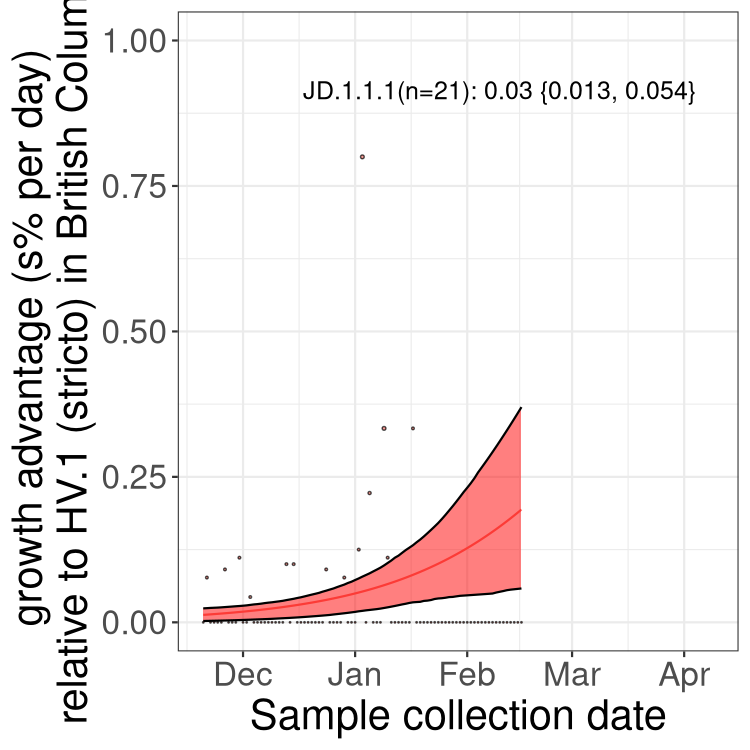 growth advantage (s% per day)
relative to HV.1 (stricto) in British Colum
1.00
0.75
0.50
0.25
0.00
JD.1.1.1(n=21): 0.03 {0.013, 0.054}
Dec Jan Feb Mar Apr
Sample collection date